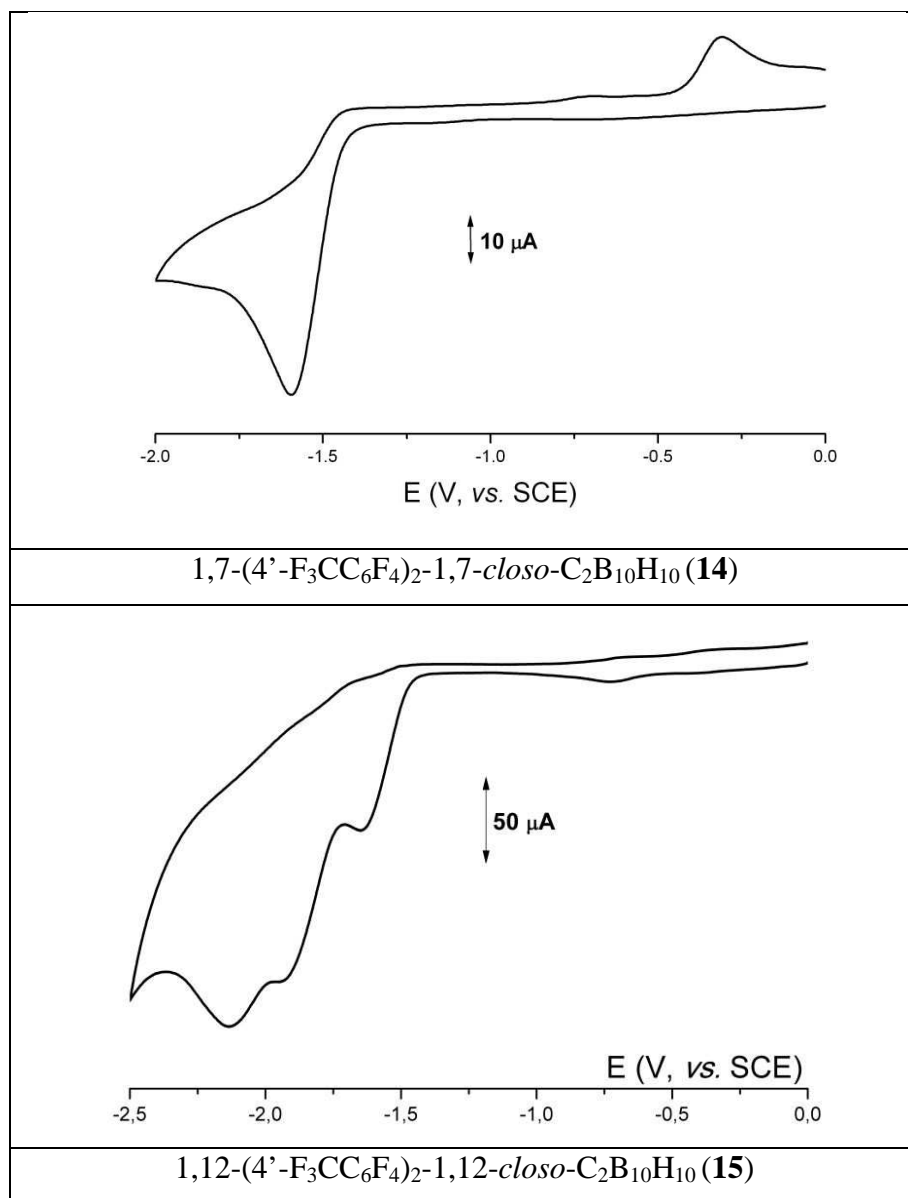 10 µA
-2.0 -1.5 -1.0 -0.5 0.0
E (V, vs. SCE)
1,7-(4’-F₃CC₆F₄)₂-1,7-closo-C₂B₁₀H₁₀ (14)
50 µA
E (V, vs. SCE)
-2,5 -2,0 -1,5 -1,0 -0,5 0,0
1,12-(4’-F₃CC₆F₄)₂-1,12-closo-C₂B₁₀H₁₀ (15)